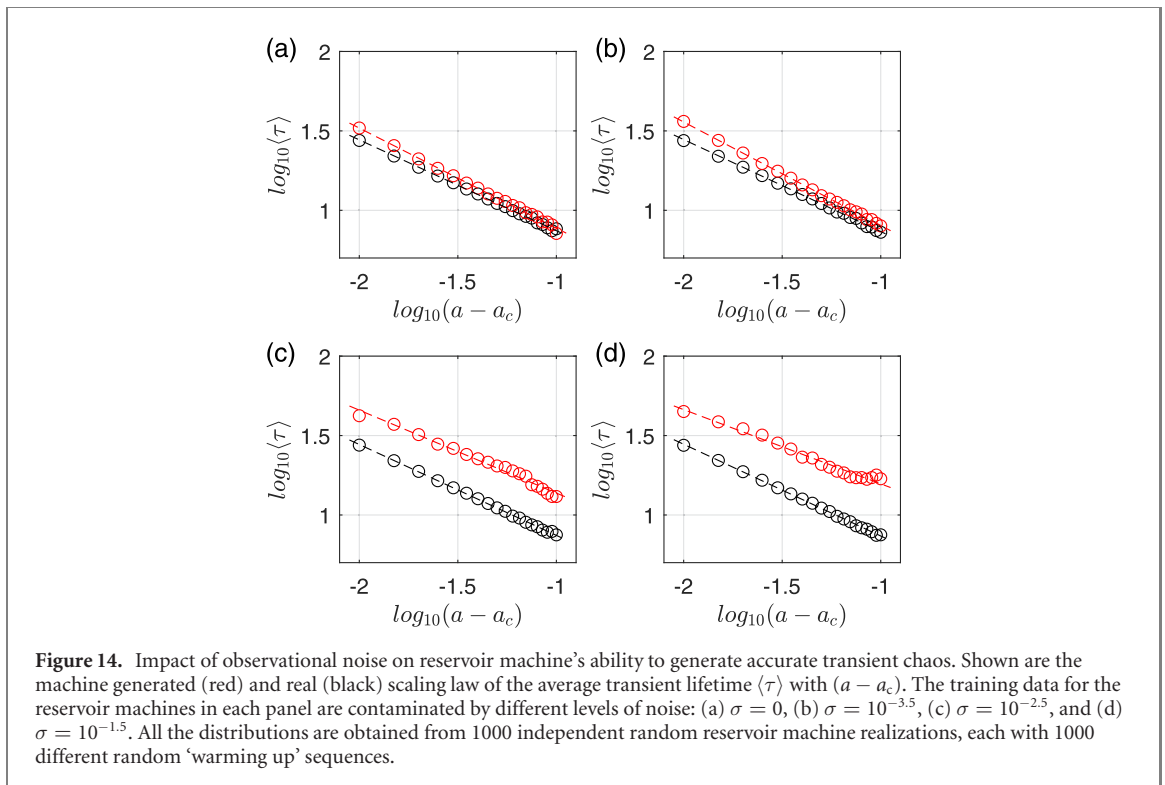 (a)
(b)
2
1.5
1
log10⟨τ⟩
-2
-1.5
-1
log10(a − ac)
2
1.5
1
log10⟨τ⟩
-2
-1.5
-1
log10(a − ac)
(c)
(d)
2
1.5
1
log10⟨τ⟩
-2
-1.5
-1
log10(a − ac)
2
1.5
1
log10⟨τ⟩
-2
-1.5
-1
log10(a − ac)
Figure 14. Impact of observational noise on reservoir machine's ability to generate accurate transient chaos. Shown are the
machine generated (red) and real (black) scaling law of the average transient lifetime ⟨τ⟩ with (a − ac). The training data for the
reservoir machines in each panel are contaminated by different levels of noise: (a) σ = 0, (b) σ = 10^−3.5, (c) σ = 10^−2.5, and (d)
σ = 10^−1.5. All the distributions are obtained from 1000 independent random reservoir machine realizations, each with 1000
different random 'warming up' sequences.